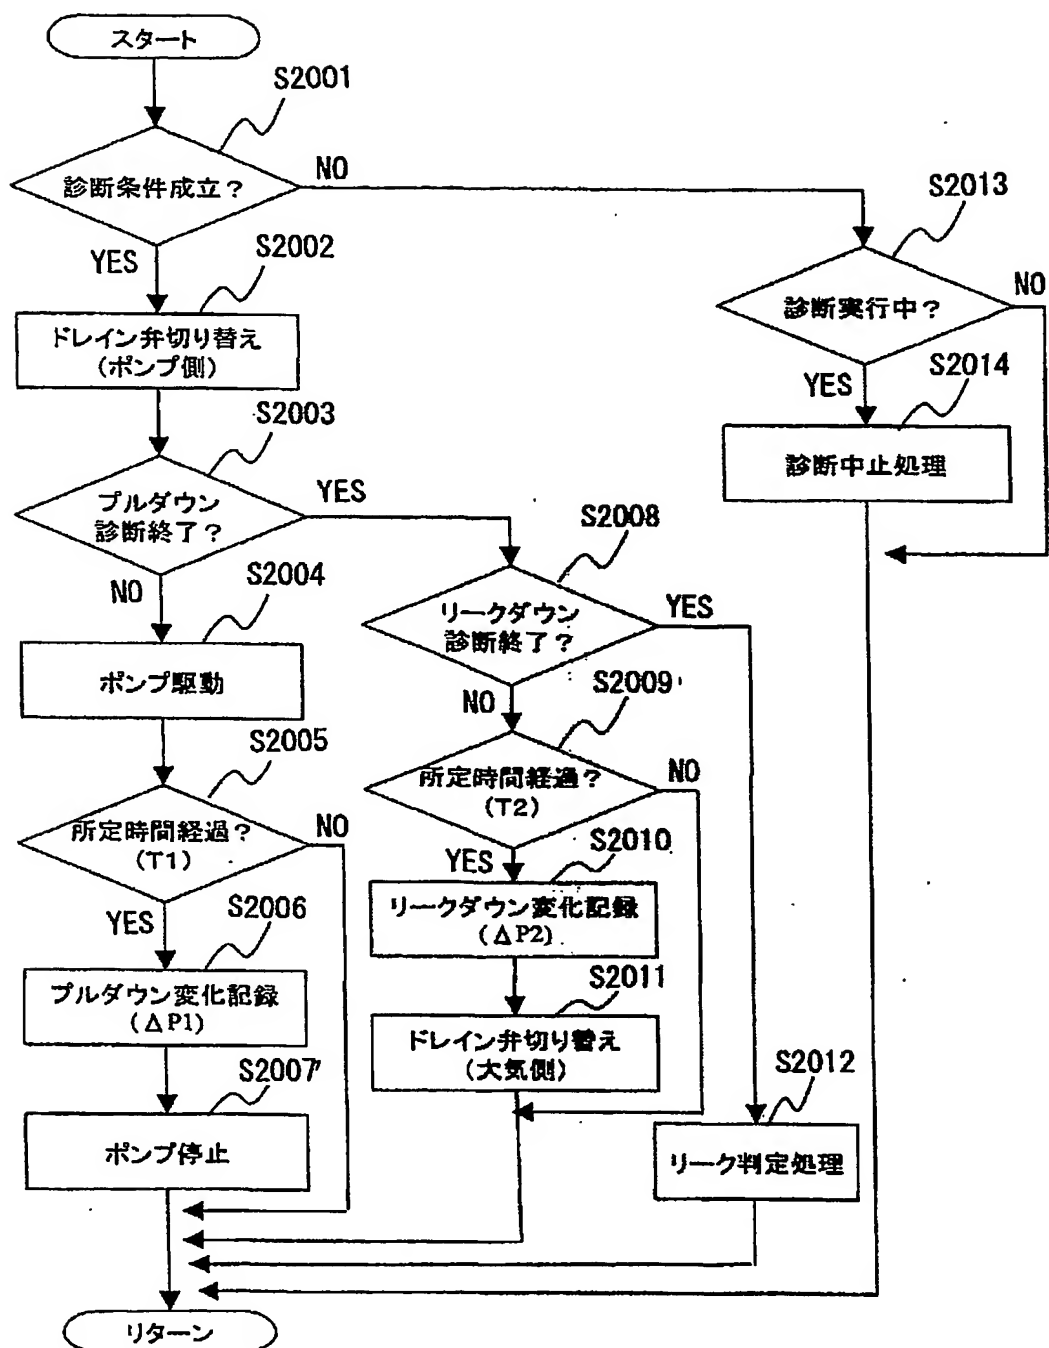 スタート
S2001
診断条件成立?
NO
YES
S2002
ドレイン弁切り替え
(ポンプ側)
S2003
プルダウン
診断終了?
YES
NO
S2004
ポンプ駆動
S2005
所定時間経過?
(T1)
NO
YES
S2006
プルダウン変化記録
(ΔP1)
S2007
ポンプ停止
S2008
リークダウン
診断終了?
YES
NO
S2009
所定時間経過?
(T2)
NO
YES
S2010
リークダウン変化記録
(ΔP2)
S2011
ドレイン弁切り替え
(大気側)
S2012
リーク判定処理
S2013
診断実行中?
NO
YES
S2014
診断中止処理
リターン